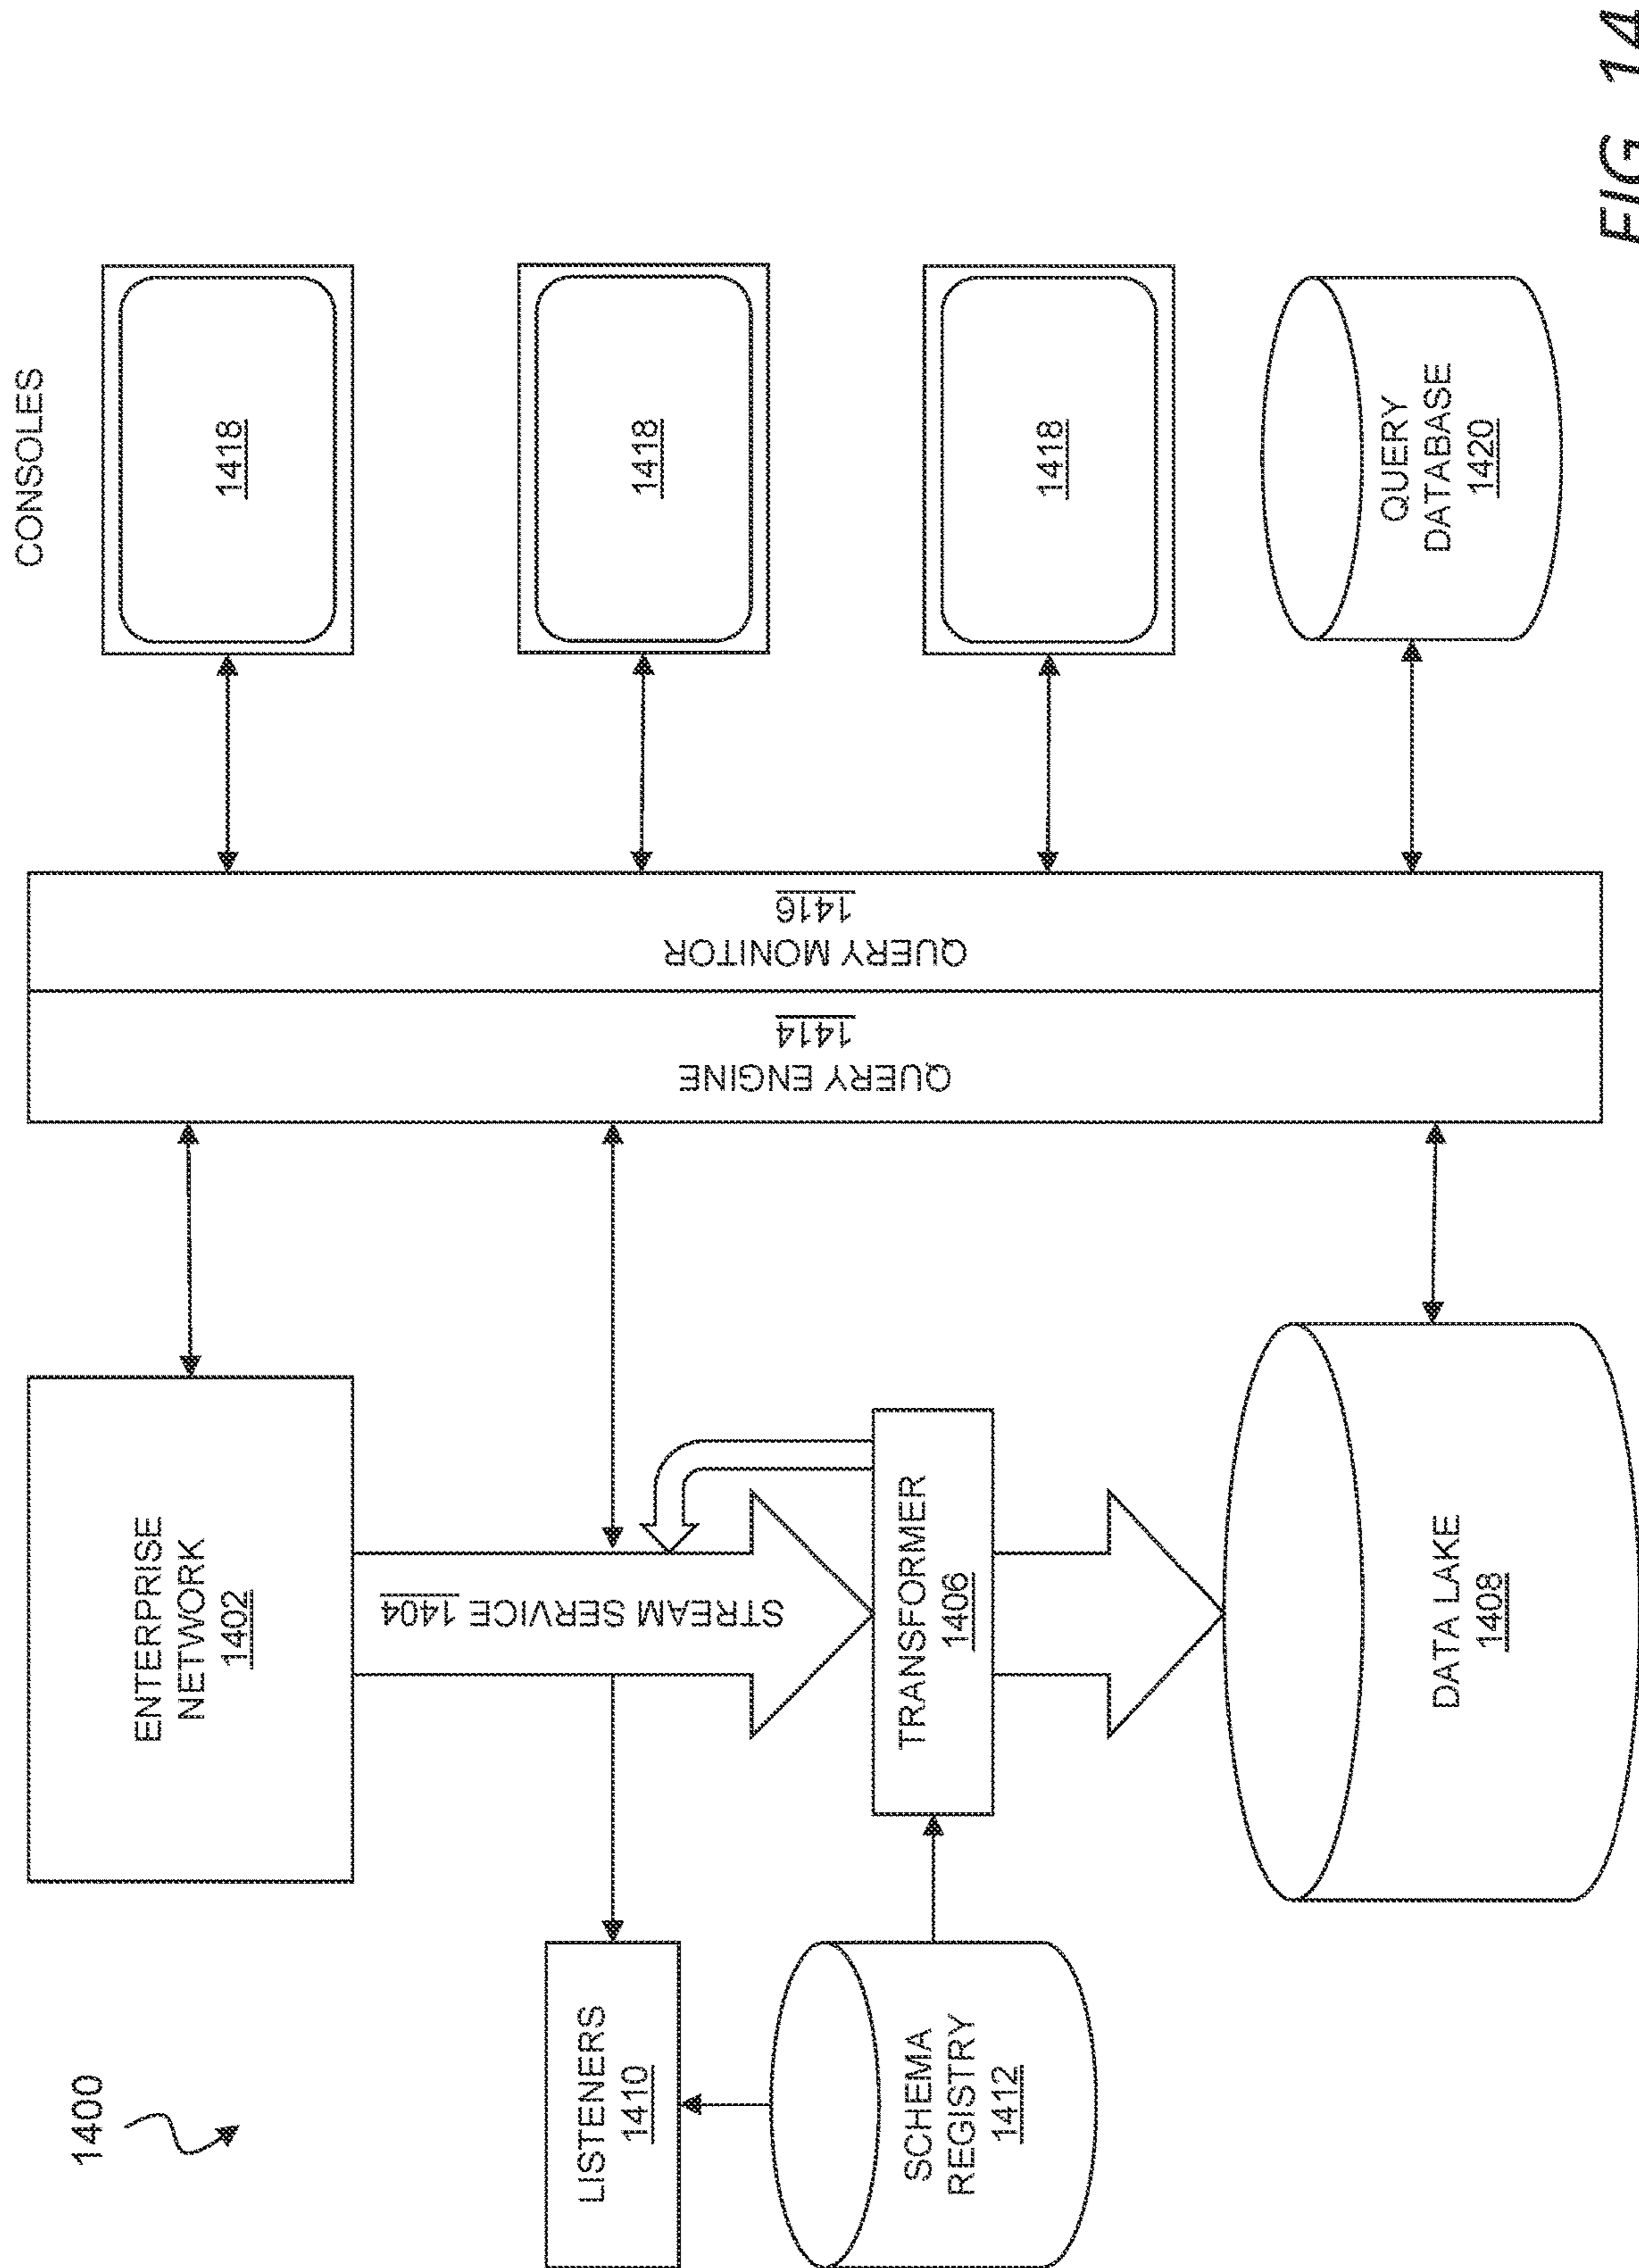 1400
ENTERPRISE
NETWORK
1402
STREAM SERVICE 1404
LISTENERS
1410
SCHEMA
REGISTRY
1412
TRANSFORMER
1406
DATA LAKE
1408
QUERY ENGINE
1414
QUERY MONITOR
1416
CONSOLES
1418
1418
1418
QUERY
DATABASE
1420
FIG. 14